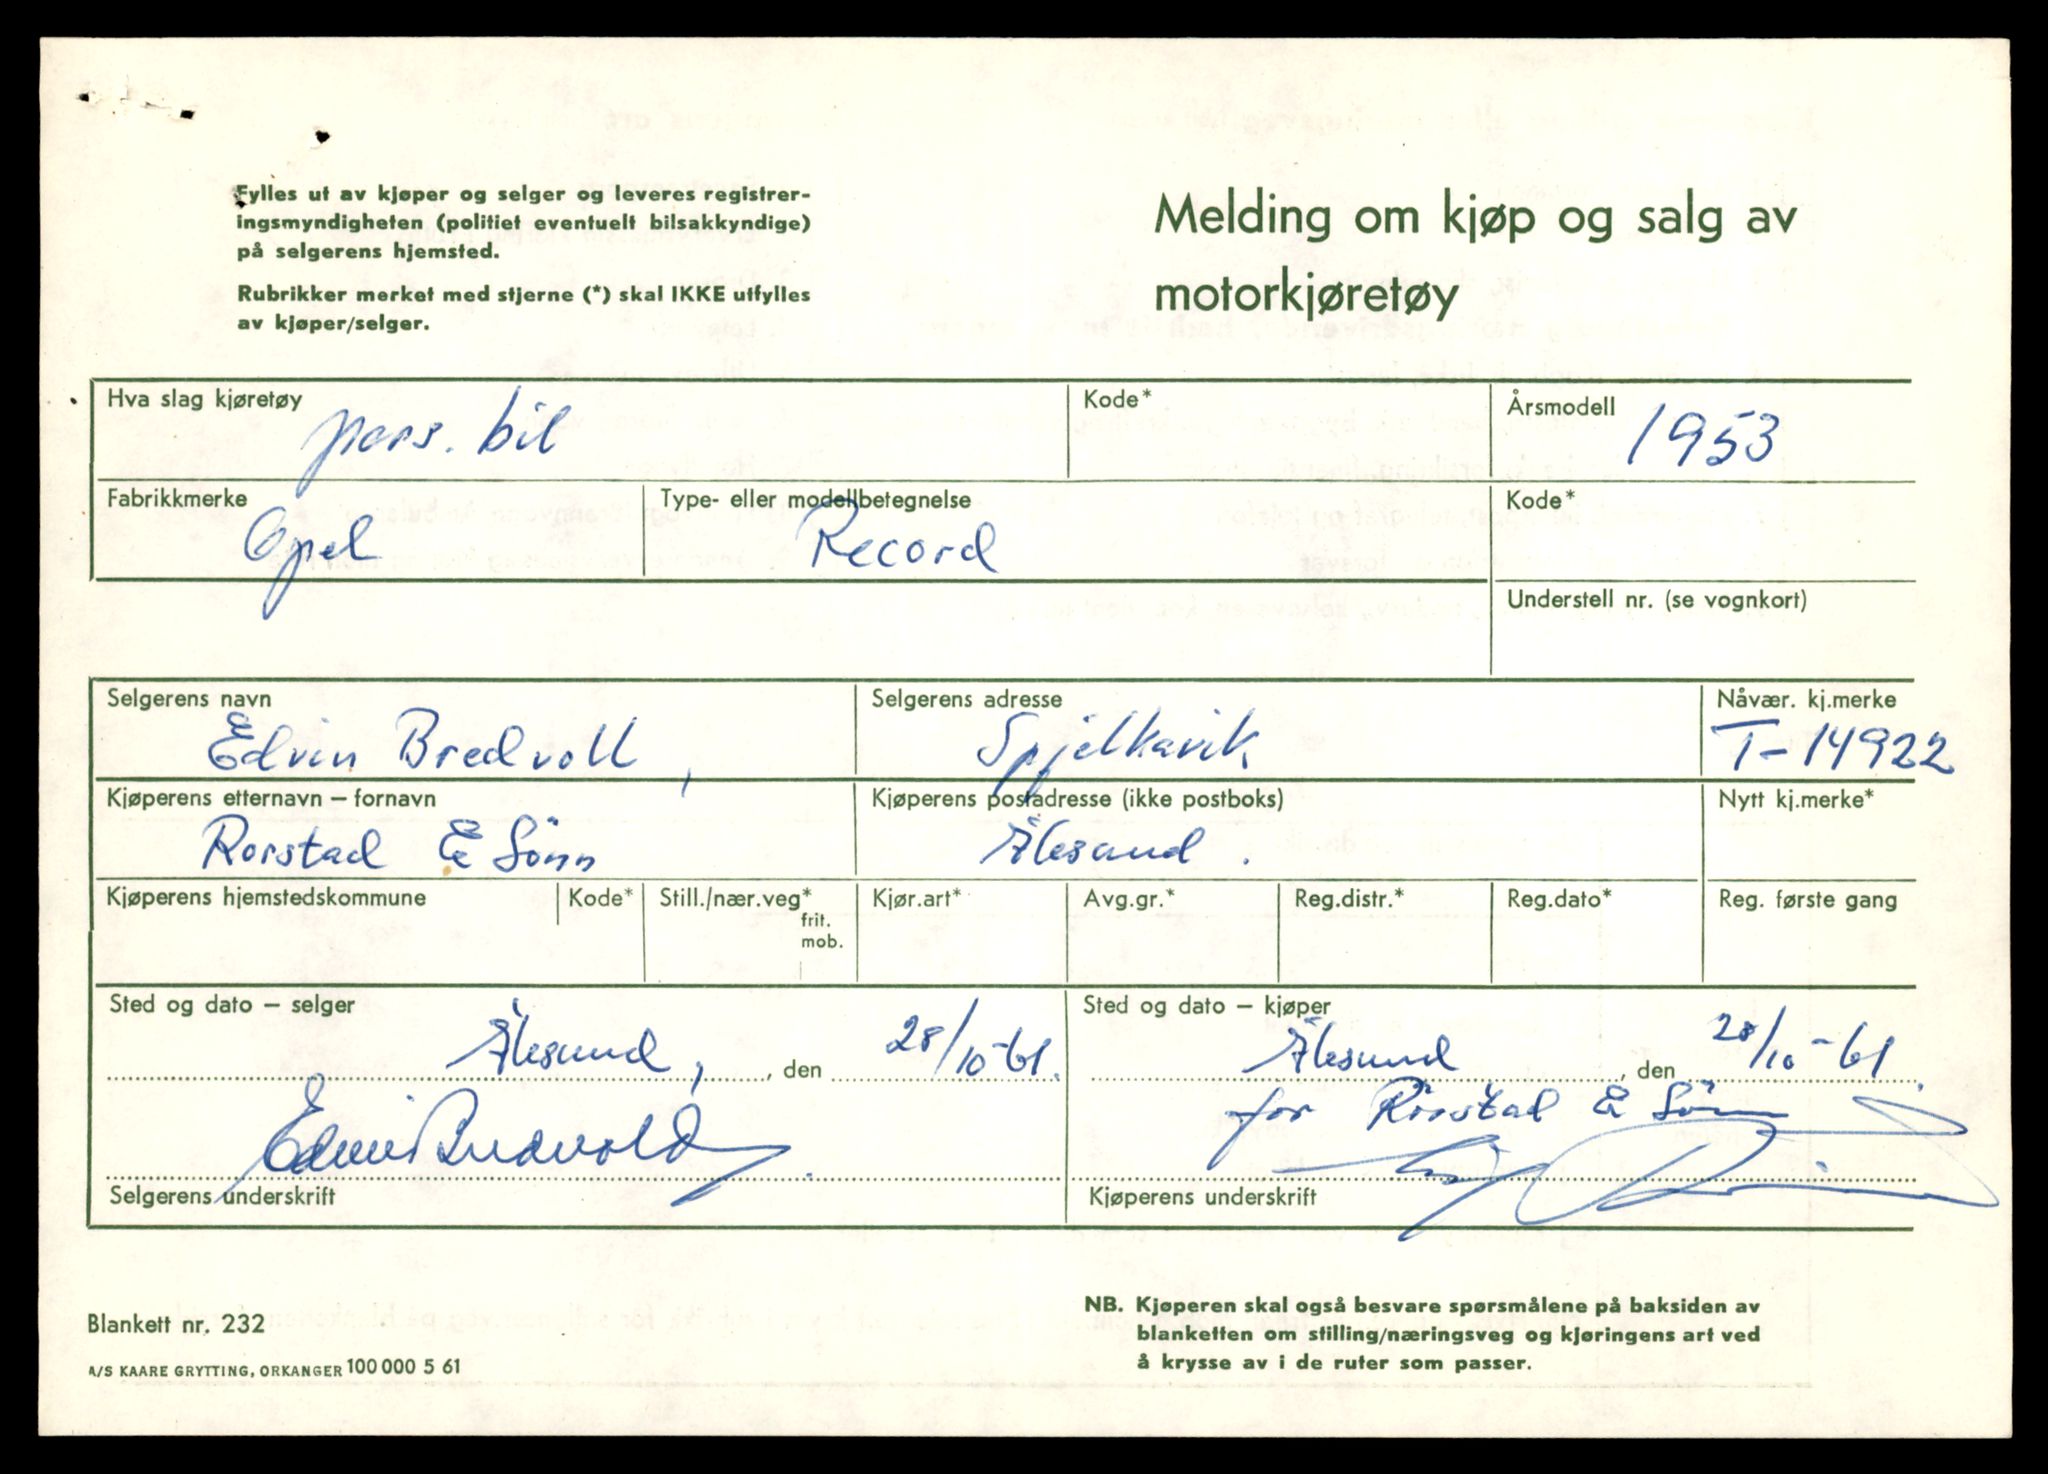 Fylles ut av kjøper og selger og leveres registrer-
ingsmyndigheten (politiet eventuelt bilsakkyndige)
på selgerens hjemsted.
Rubrikker merket med stjerne (*) skal IKKE utfylles
av kjøper/selger.
Melding om kjøp og salg av
motorkjøretøy
Hva slag kjøretøy Kode* Årsmodell
pers. bil 1953
Fabrikkmerke Type- eller modellbetegnelse Kode*
Opel Record
Understell nr. (se vognkort)
Selgerens navn Selgerens adresse Nåvær. kj.merke
Edvin Bredvoll, Spjelkavik T-14922
Kjøperens etternavn – fornavn Kjøperens postadresse (ikke postboks) Nytt kj.merke*
Rorstad & Sönn Ålesund.
Kjøperens hjemstedskommune Kode* Still./nær.veg* Kjør.art* Avg.gr.* Reg.distr.* Reg.dato* Reg. første gang
frit.
mob.
Sted og dato – selger Sted og dato – kjøper
Ålesund, , den 28/10-61. Ålesund , den 28/10-61.
Edvin Bredvold. for Rörstad & Sönn
Selgerens underskrift Kjøperens underskrift
Blankett nr. 232
A/S KAARE GRYTTING, ORKANGER 100 000 5 61
NB. Kjøperen skal også besvare spørsmålene på baksiden av
blanketten om stilling/næringsveg og kjøringens art ved
å krysse av i de ruter som passer.